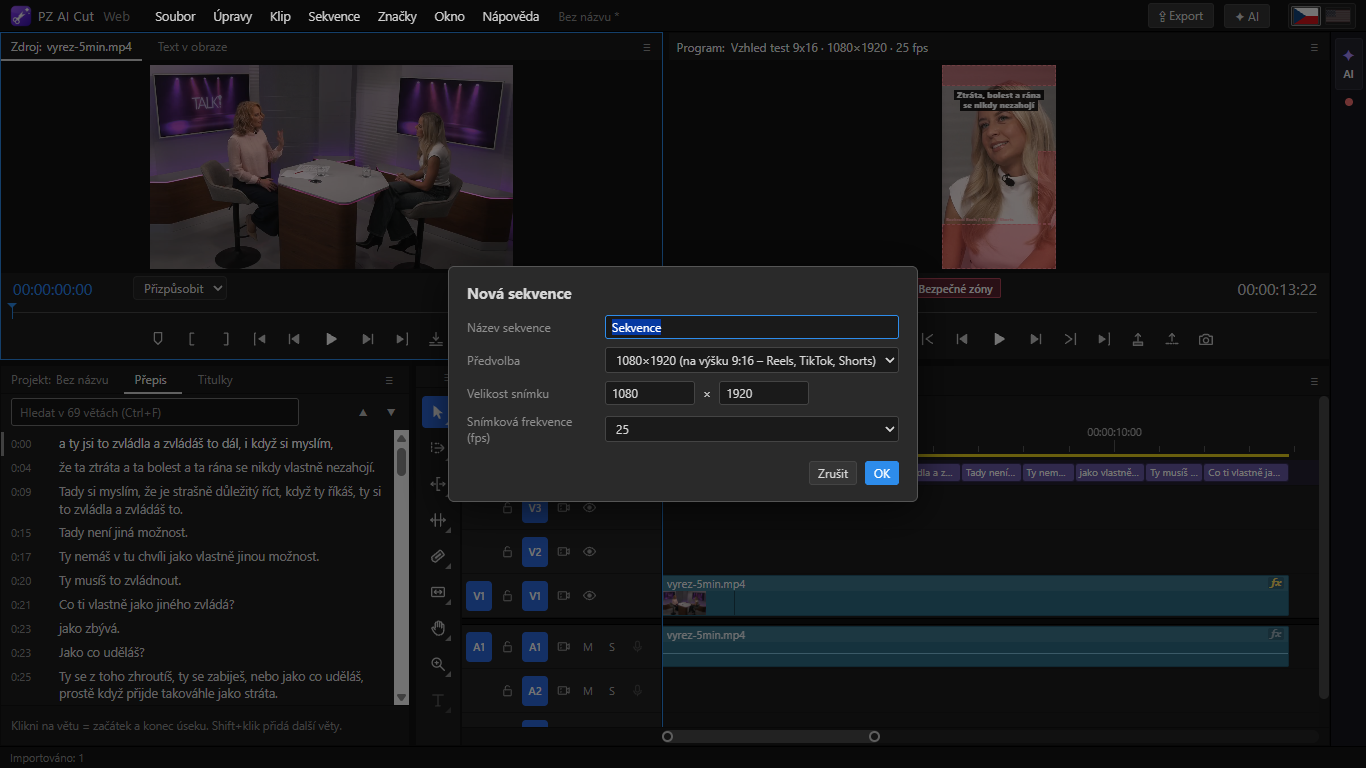 PZ AI Cut Web Soubor Úpravy Klip Sekvence Značky Okno Nápověda Bez názvu * Export AI
Zdroj: vyrez-5min.mp4 Text v obraze
Program: Vzhled test 9x16 · 1080×1920 · 25 fps
AI
TALK
Ztráta, bolest a rána
se nikdy nezahojí
00:00:00:00 Přizpůsobit
Bezpečné zóny 00:00:13:22
Nová sekvence
Název sekvence Sekvence
Předvolba 1080×1920 (na výšku 9:16 – Reels, TikTok, Shorts)
Velikost snímku 1080 × 1920
Snímková frekvence
(fps) 25
Zrušit OK
Projekt: Bez názvu Přepis Titulky
Hledat v 69 větách (Ctrl+F)
0:00 a ty jsi to zvládla a zvládáš to dál, i když si myslím,
0:04 že ta ztráta a ta bolest a ta rána se nikdy vlastně nezahojí.
0:09 Tady si myslím, že je strašně důležitý říct, když ty říkáš, ty si
to zvládla a zvládáš to.
0:15 Tady není jiná možnost.
0:17 Ty nemáš v tu chvíli jako vlastně jinou možnost.
0:20 Ty musíš to zvládnout.
0:21 Co ti vlastně jako jiného zvládá?
0:23 jako zbývá.
0:23 Jako co uděláš?
0:25 Ty se z toho zhroutíš, ty se zabiješ, nebo jako co uděláš,
prostě když přijde takováhle jako stráta.
Klikni na větu = začátek a konec úseku. Shift+klik přidá další věty.
00:00:10:00
dla a z... Tady není... Ty nem... jako vlastně... Ty musíš ... Co ti vlastně ja...
V3
V2
V1 V1 vyrez-5min.mp4 fx
A1 A1 M S vyrez-5min.mp4 fx
A2 M S
Importováno: 1